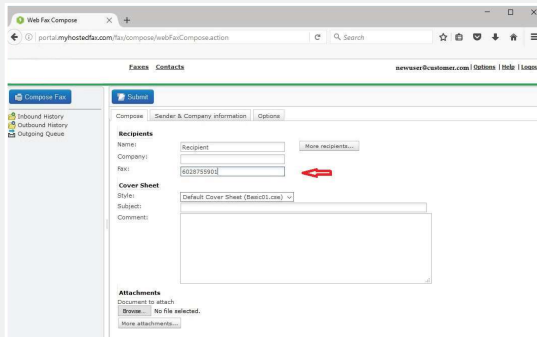 Web Fax Compose
portal.myhostedfax.com/fax/compose/webFaxCompose.action
Search
Faxes Contacts
newuser@customer.com | Options | Help | Logout
Compose Fax
Submit
Inbound History
Outbound History
Outgoing Queue
Compose Sender & Company information Options
Recipients
Name: Recipient More recipients...
Company:
Fax: 6028755901
Cover Sheet
Style: Default Cover Sheet (Basic01.cse)
Subject:
Comment:
Attachments
Document to attach
Browse... No file selected.
More attachments...